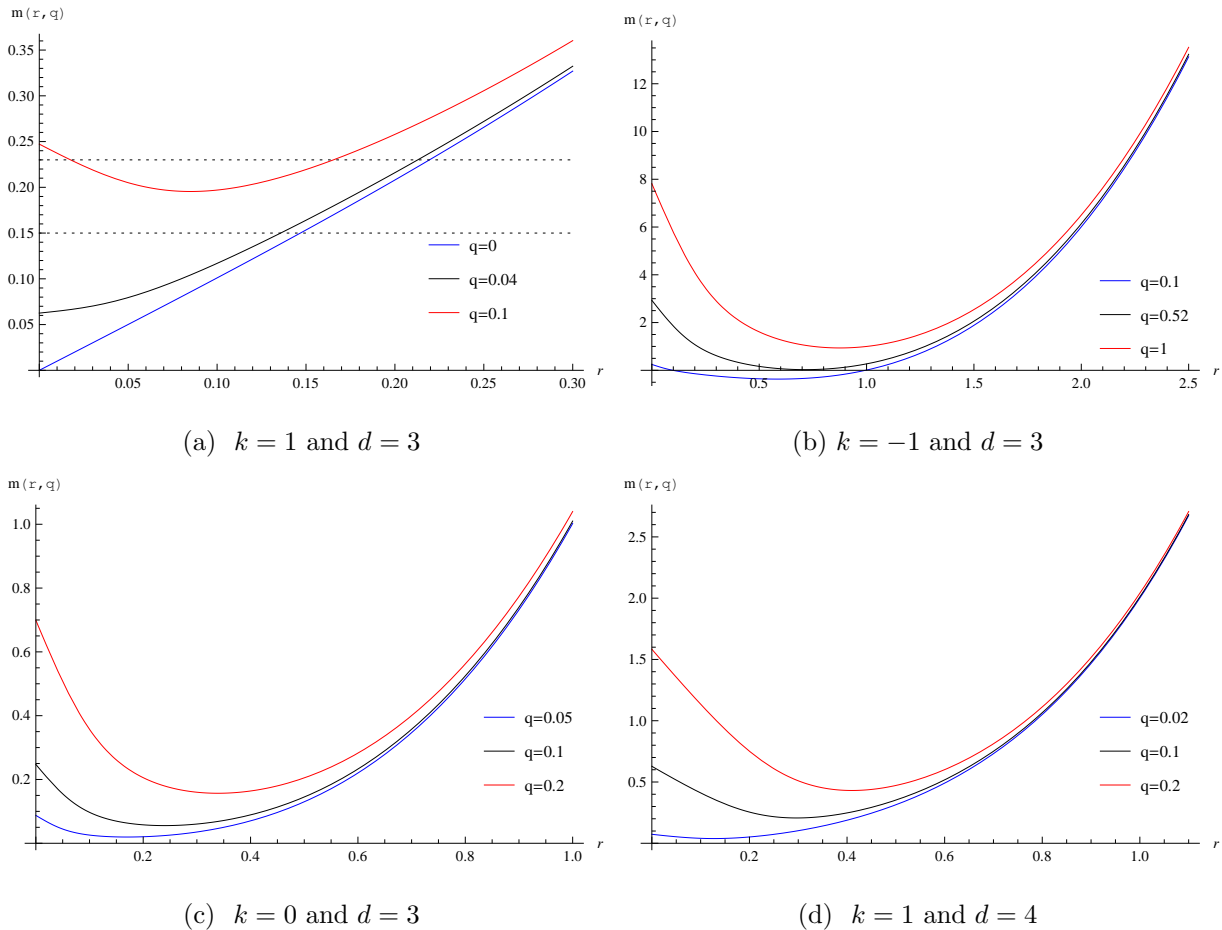 m(r,q)
0.35
0.30
0.25
0.20
0.15
0.10
0.05
0.05 0.10 0.15 0.20 0.25 0.30 r
q=0
q=0.04
q=0.1
(a) k = 1 and d = 3
m(r,q)
12
10
8
6
4
2
0.5 1.0 1.5 2.0 2.5 r
q=0.1
q=0.52
q=1
(b) k = −1 and d = 3
m(r,q)
1.0
0.8
0.6
0.4
0.2
0.2 0.4 0.6 0.8 1.0 r
q=0.05
q=0.1
q=0.2
(c) k = 0 and d = 3
m(r,q)
2.5
2.0
1.5
1.0
0.5
0.2 0.4 0.6 0.8 1.0 r
q=0.02
q=0.1
q=0.2
(d) k = 1 and d = 4